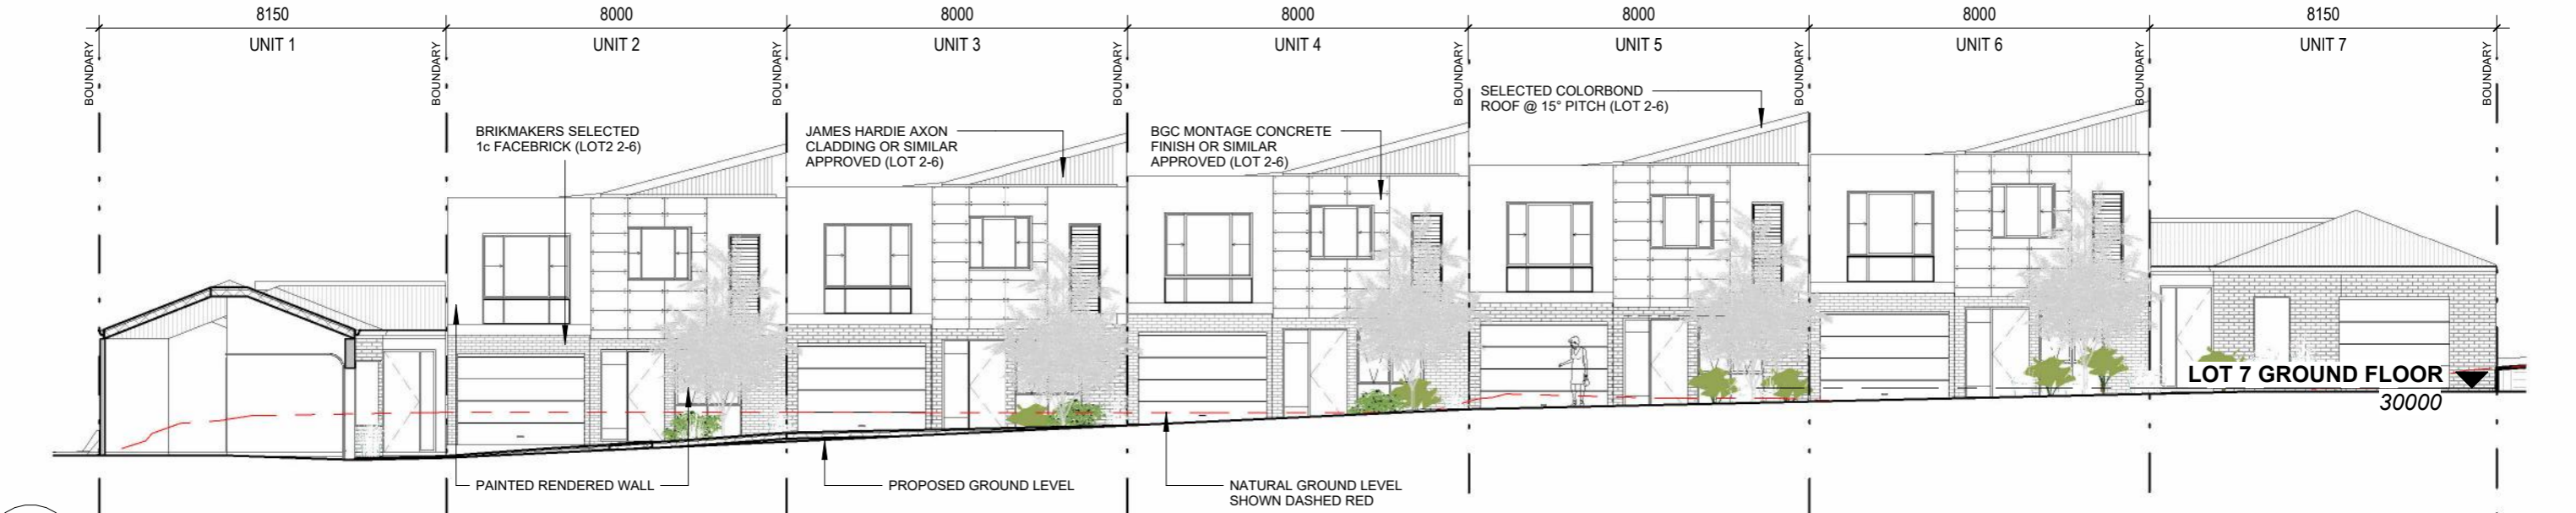 8150
8000
8000
8000
8000
8000
8150
UNIT 1
UNIT 2
UNIT 3
UNIT 4
UNIT 5
UNIT 6
UNIT 7
BOUNDARY
BOUNDARY
BOUNDARY
BOUNDARY
BOUNDARY
BOUNDARY
BOUNDARY
BOUNDARY
BRIKMAKERS SELECTED
1c FACEBRICK (LOT2 2-6)
JAMES HARDIE AXON
CLADDING OR SIMILAR
APPROVED (LOT 2-6)
BGC MONTAGE CONCRETE
FINISH OR SIMILAR
APPROVED (LOT 2-6)
SELECTED COLORBOND
ROOF @ 15° PITCH (LOT 2-6)
LOT 7 GROUND FLOOR
30000
PAINTED RENDERED WALL
PROPOSED GROUND LEVEL
NATURAL GROUND LEVEL
SHOWN DASHED RED